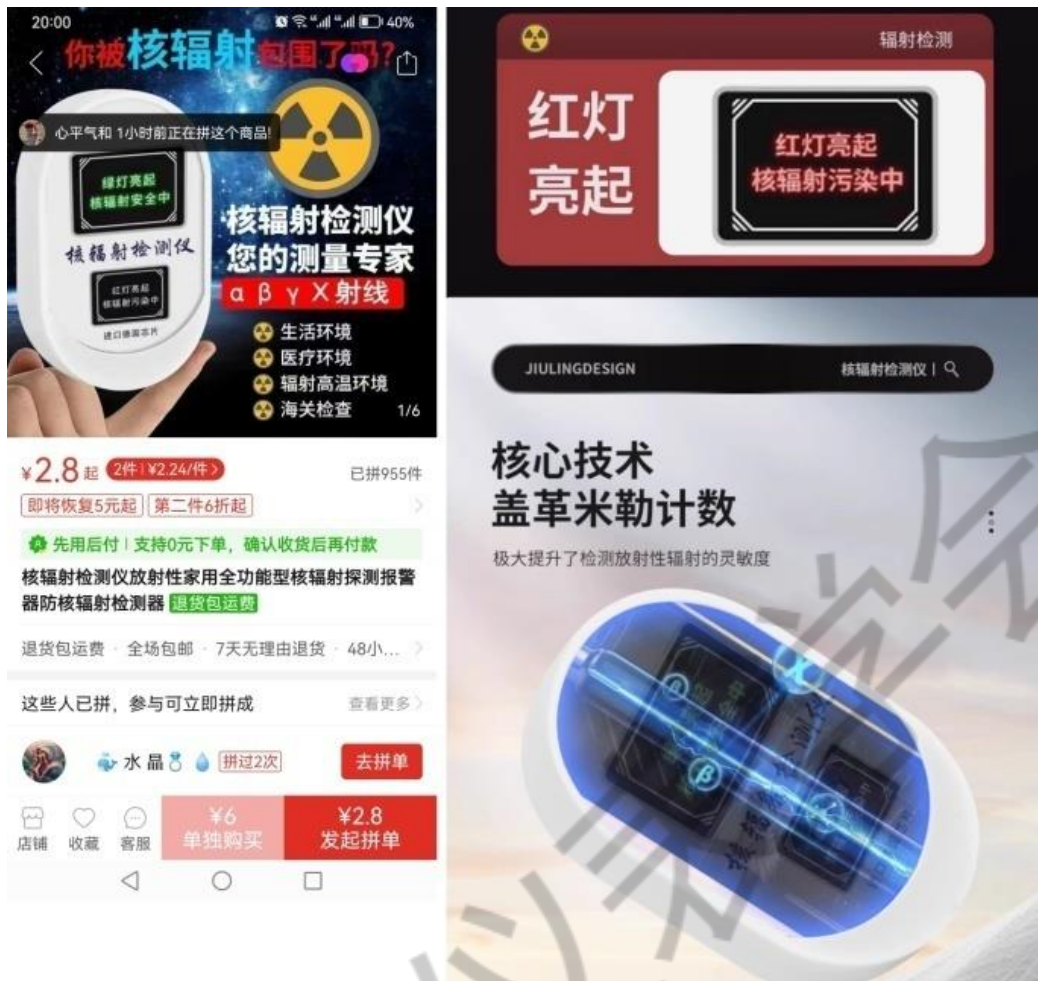 20:00
40%
你被核辐射包围了吗?
心平气和 1小时前正在拼这个商品!
绿灯亮起
核辐射安全中
核辐射检测仪
红灯亮起
核辐射污染中
进口德国芯片
核辐射检测仪
您的测量专家
α β γ X射线
生活环境
医疗环境
辐射高温环境
海关检查
1/6
¥2.8起 2件 | ¥2.24/件 >
已拼955件
即将恢复5元起 第二件6折起 >
先用后付 | 支持0元下单，确认收货后再付款
核辐射检测仪放射性家用全功能型核辐射探测报警
器防核辐射检测器 退货包运费
退货包运费 · 全场包邮 · 7天无理由退货 · 48小... >
这些人已拼，参与可立即拼成
查看更多 >
水晶 拼过2次
去拼单
店铺
收藏
客服
¥6
单独购买
¥2.8
发起拼单
辐射检测
红灯
亮起
红灯亮起
核辐射污染中
JIULINGDESIGN
核辐射检测仪 |
核心技术
盖革米勒计数
极大提升了检测放射性辐射的灵敏度
X
β
β